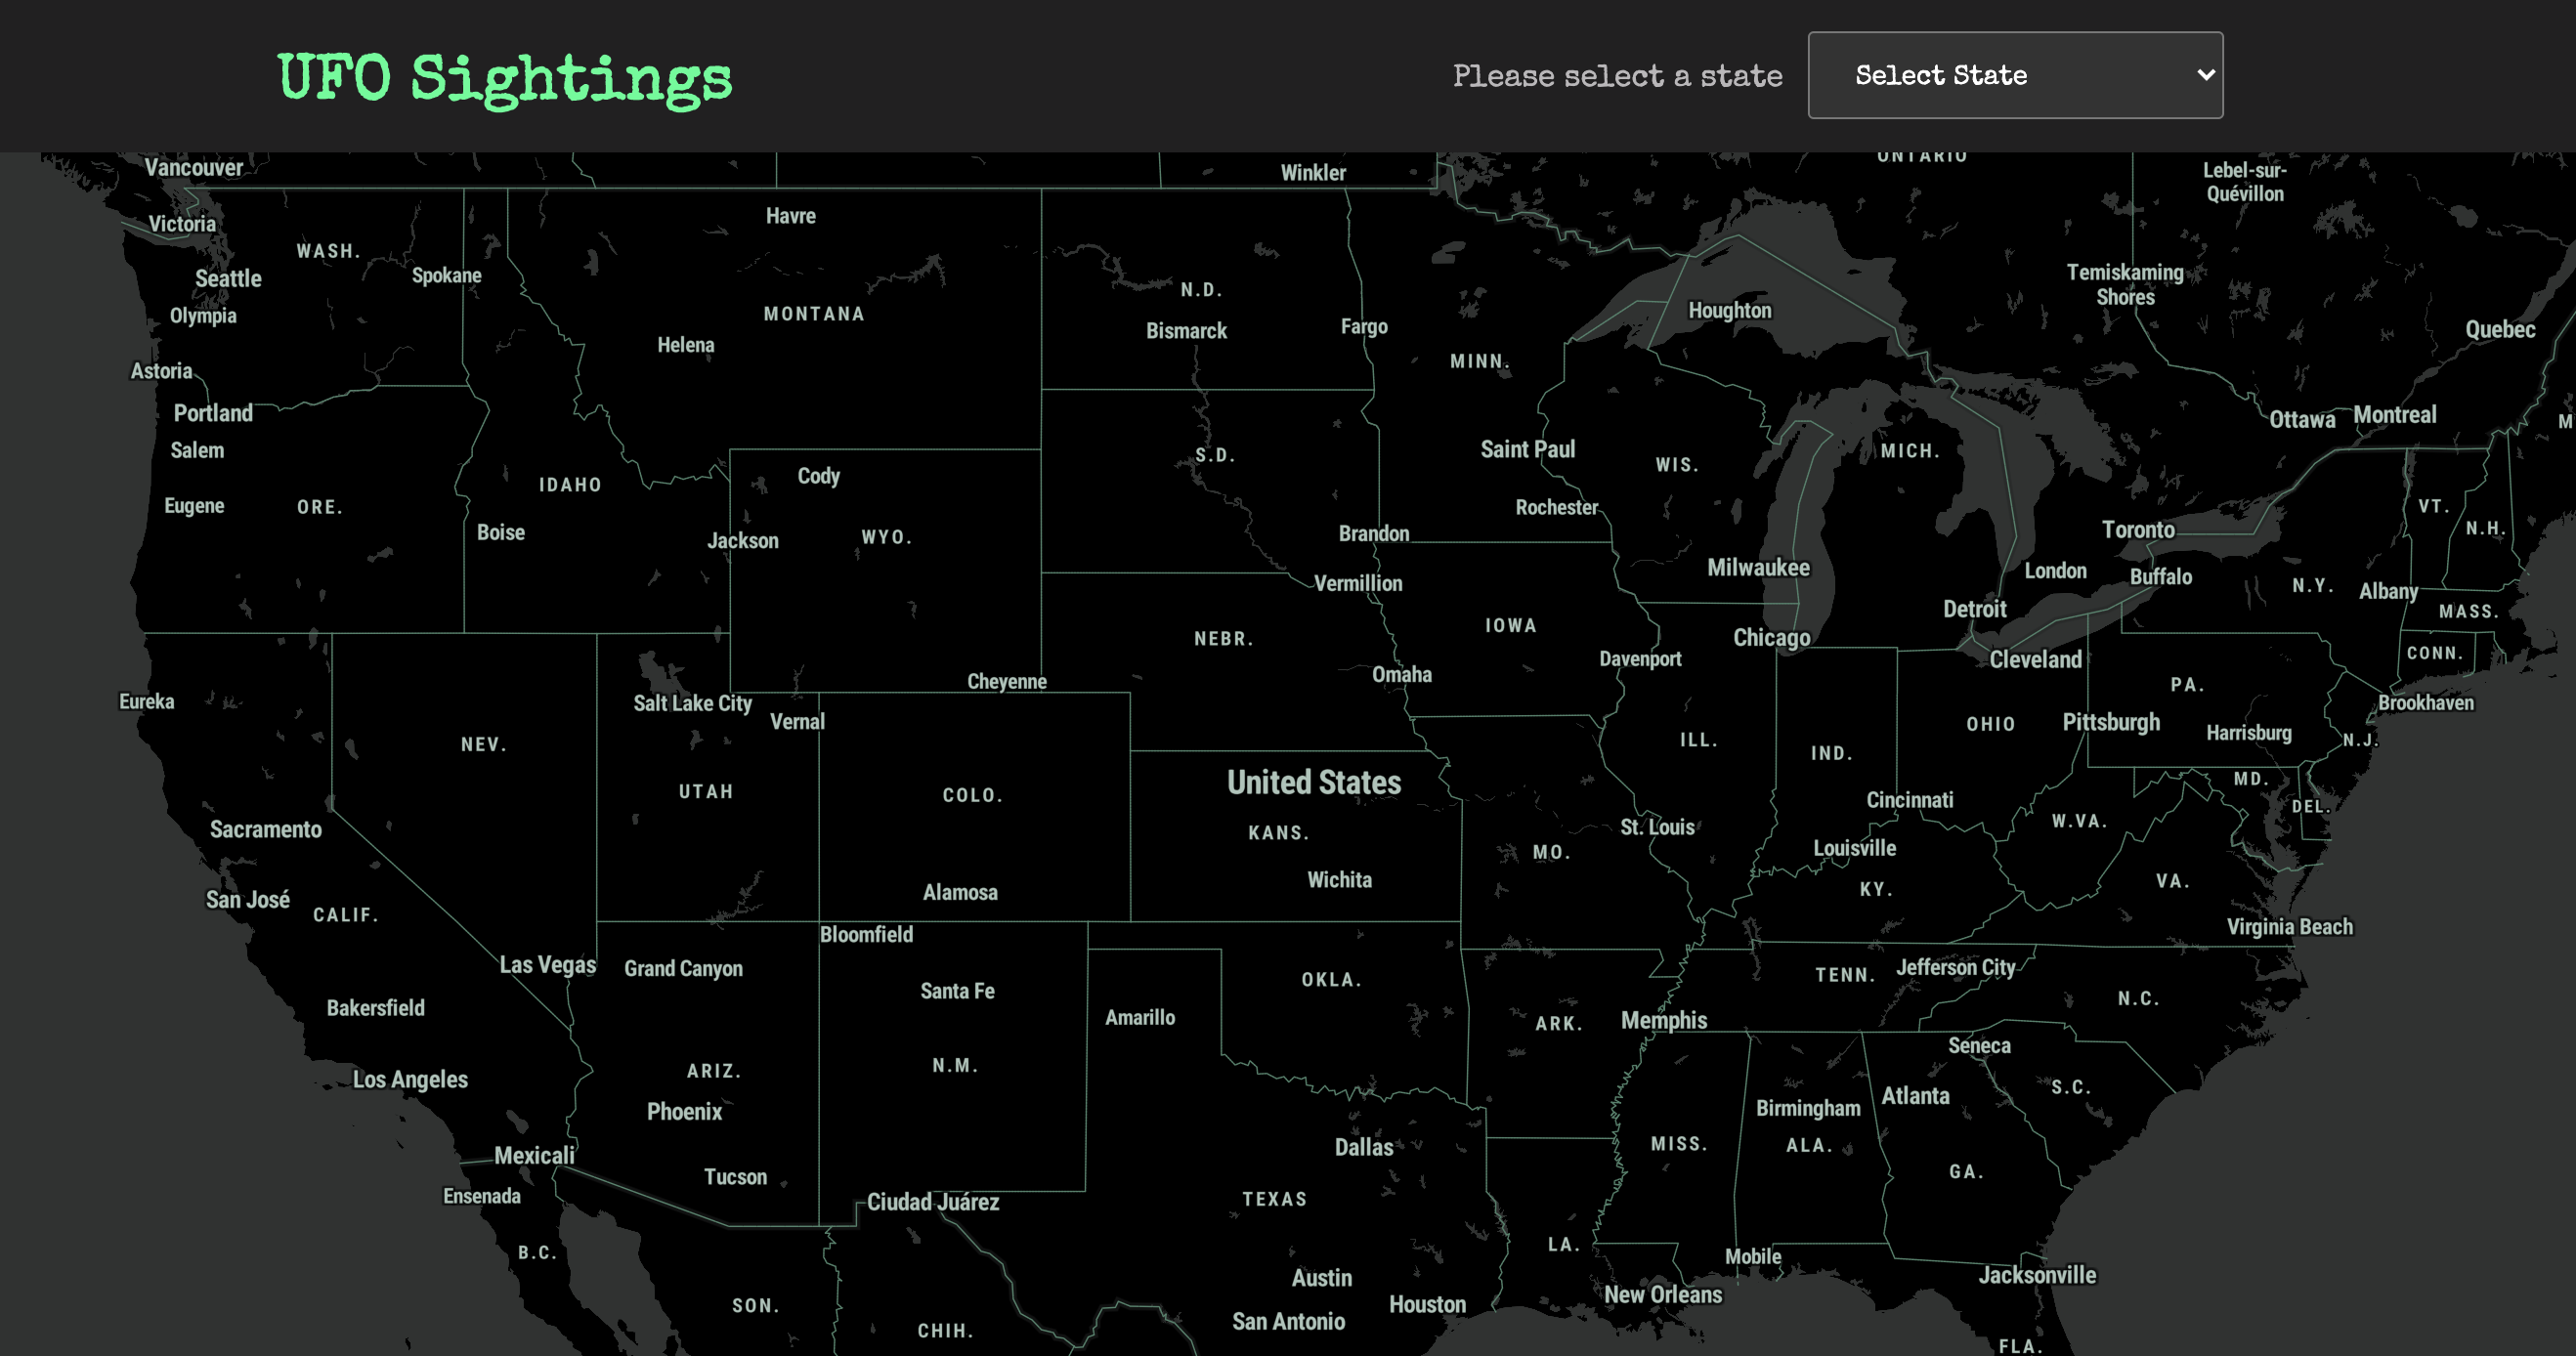 UFO Sightings
Please select a state
Select State
Vancouver
Winkler
ONTARIO
Lebel-sur-
Quévillon
Victoria
Havre
WASH.
Seattle
Spokane
Olympia
MONTANA
Helena
N.D.
Bismarck
Fargo
Houghton
Temiskaming
Shores
Quebec
Astoria
MINN.
Portland
Salem
Ottawa
Montreal
M
Saint Paul
WIS.
MICH.
S.D.
Cody
IDAHO
Eugene
ORE.
Boise
Jackson
WYO.
Rochester
Brandon
VT.
N.H.
Toronto
Milwaukee
London
Buffalo
Vermillion
N.Y.
Albany
MASS.
Detroit
IOWA
NEBR.
Chicago
Davenport
Cleveland
CONN.
Omaha
Cheyenne
PA.
Eureka
Salt Lake City
Vernal
Brookhaven
NEV.
ILL.
IND.
OHIO
Pittsburgh
Harrisburg
N.J.
United States
MD.
UTAH
COLO.
Cincinnati
DEL.
Sacramento
KANS.
St. Louis
W.VA.
MO.
Louisville
San José
CALIF.
Alamosa
Wichita
KY.
VA.
Bloomfield
Virginia Beach
Las Vegas
Grand Canyon
OKLA.
TENN.
Jefferson City
Santa Fe
N.C.
Bakersfield
Amarillo
ARK.
Memphis
Seneca
Los Angeles
ARIZ.
N.M.
S.C.
Phoenix
Birmingham
Atlanta
Mexicali
Dallas
MISS.
ALA.
Tucson
GA.
Ensenada
Ciudad Juárez
TEXAS
B.C.
LA.
Mobile
Austin
Jacksonville
SON.
Houston
New Orleans
San Antonio
CHIH.
FLA.